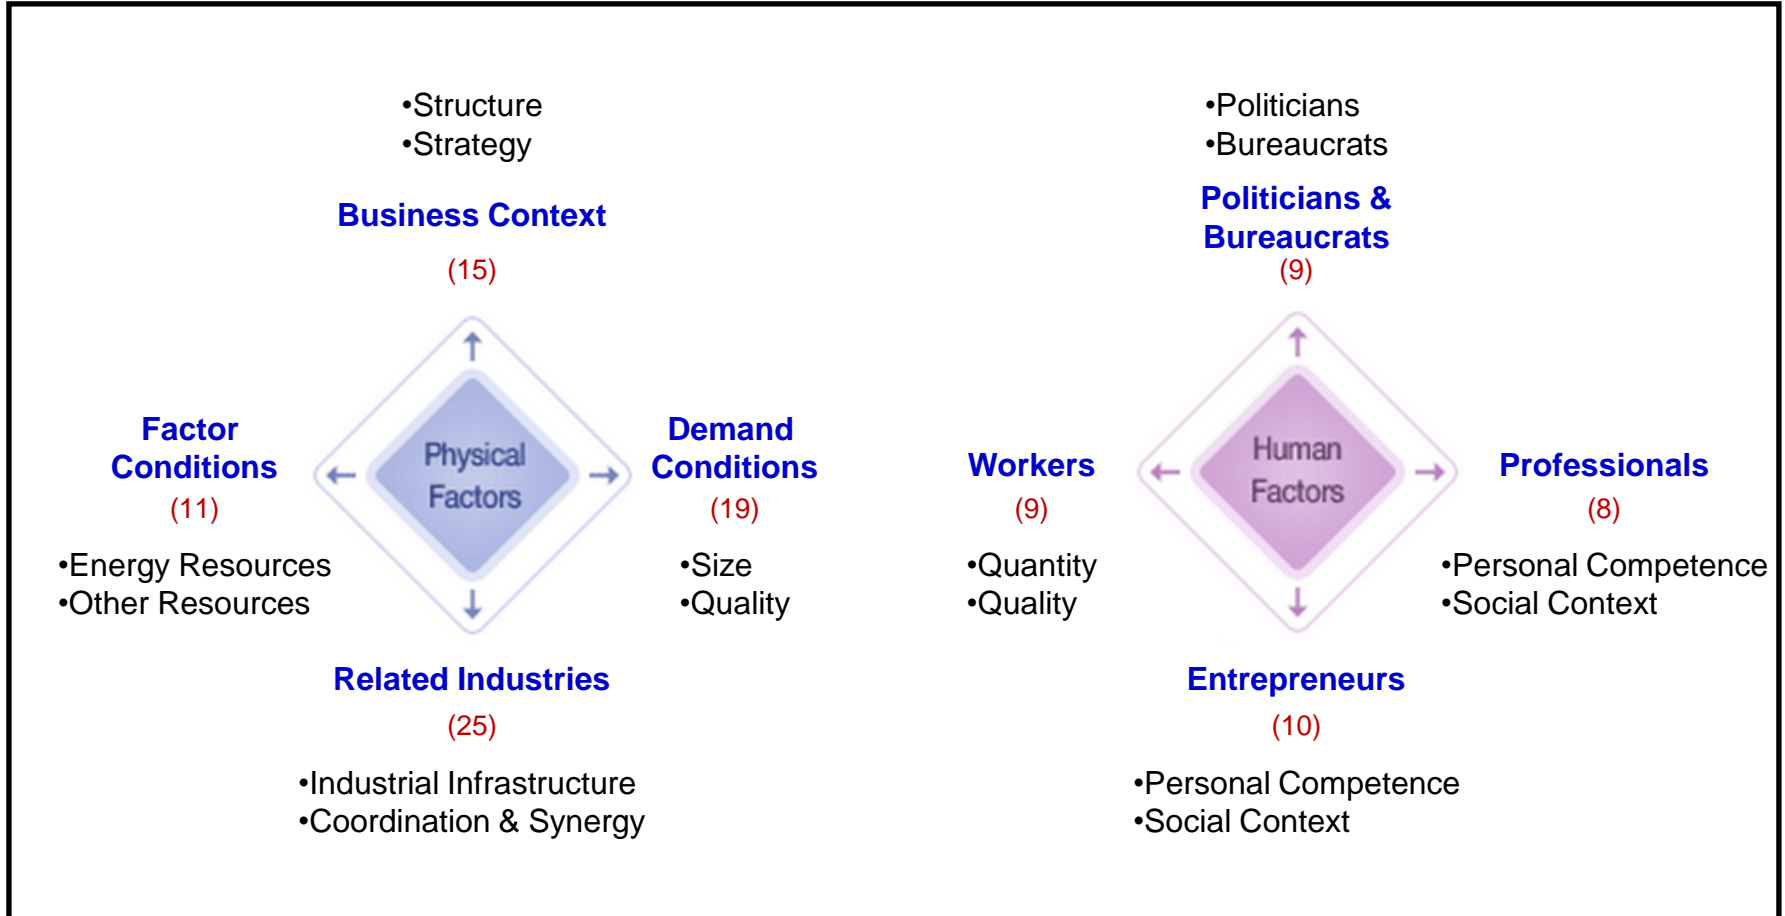 •Structure
•Strategy
Business Context
(15)
Factor
Conditions
(11)
•Energy Resources
•Other Resources
Physical
Factors
Demand
Conditions
(19)
•Size
•Quality
Related Industries
(25)
•Industrial Infrastructure
•Coordination & Synergy
•Politicians
•Bureaucrats
Politicians &
Bureaucrats
(9)
Workers
(9)
•Quantity
•Quality
Human
Factors
Professionals
(8)
•Personal Competence
•Social Context
Entrepreneurs
(10)
•Personal Competence
•Social Context